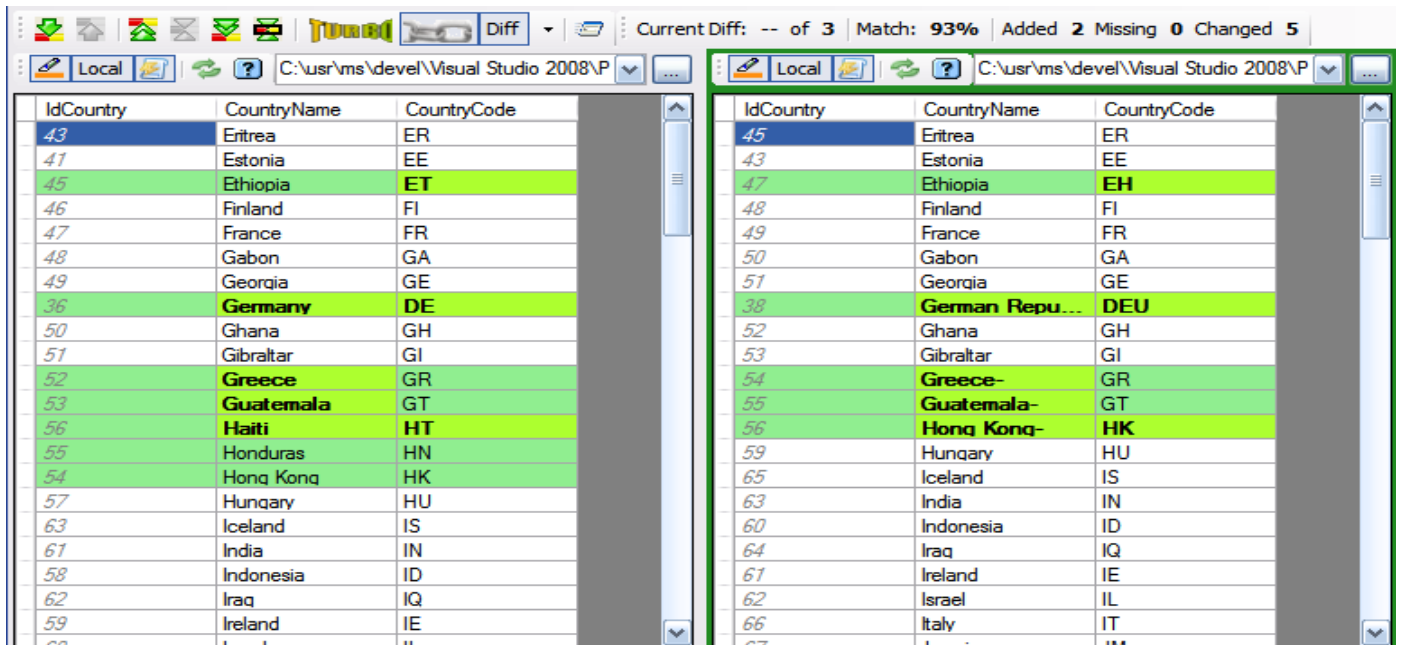 TURBO Diff Current Diff: -- of 3 Match: 93% Added 2 Missing 0 Changed 5
Local C:\usr\ms\devel\Visual Studio 2008\P ... Local C:\usr\ms\devel\Visual Studio 2008\P ...
IdCountry CountryName CountryCode IdCountry CountryName CountryCode
43 Eritrea ER 45 Eritrea ER
41 Estonia EE 43 Estonia EE
45 Ethiopia ET 47 Ethiopia EH
46 Finland FI 48 Finland FI
47 France FR 49 France FR
48 Gabon GA 50 Gabon GA
49 Georgia GE 51 Georgia GE
36 Germany DE 38 German Repu... DEU
50 Ghana GH 52 Ghana GH
51 Gibraltar GI 53 Gibraltar GI
52 Greece GR 54 Greece- GR
53 Guatemala GT 55 Guatemala- GT
56 Haiti HT 56 Hong Kong- HK
55 Honduras HN 59 Hungary HU
54 Hong Kong HK 65 Iceland IS
57 Hungary HU 63 India IN
63 Iceland IS 60 Indonesia ID
61 India IN 64 Iraq IQ
58 Indonesia ID 61 Ireland IE
62 Iraq IQ 62 Israel IL
59 Ireland IE 66 Italy IT